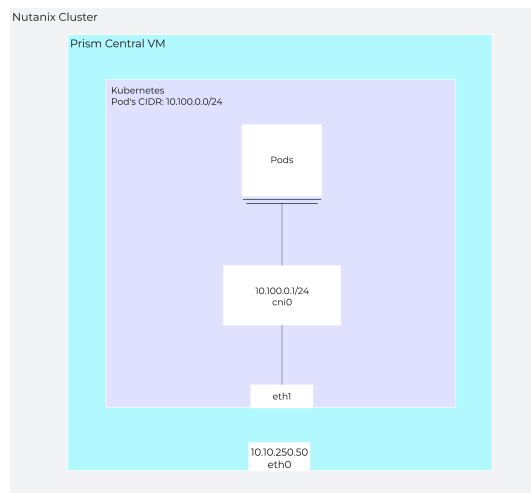 Nutanix Cluster
Prism Central VM
Kubernetes
Pod's CIDR: 10.100.0.0/24
Pods
10.100.0.1/24
cni0
eth1
10.10.250.50
eth0